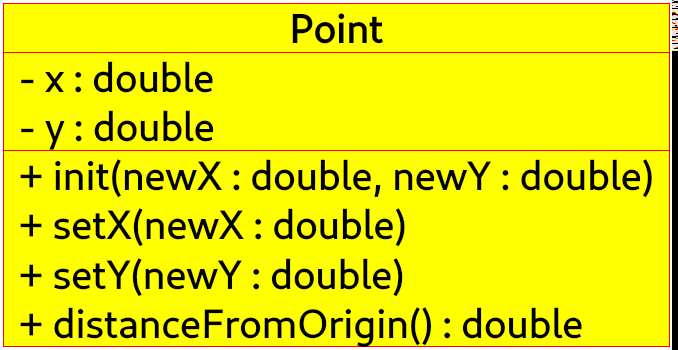 Point
- x : double
- y : double
+ init(newX : double, newY : double)
+ setX(newX : double)
+ setY(newY : double)
+ distanceFromOrigin() : double